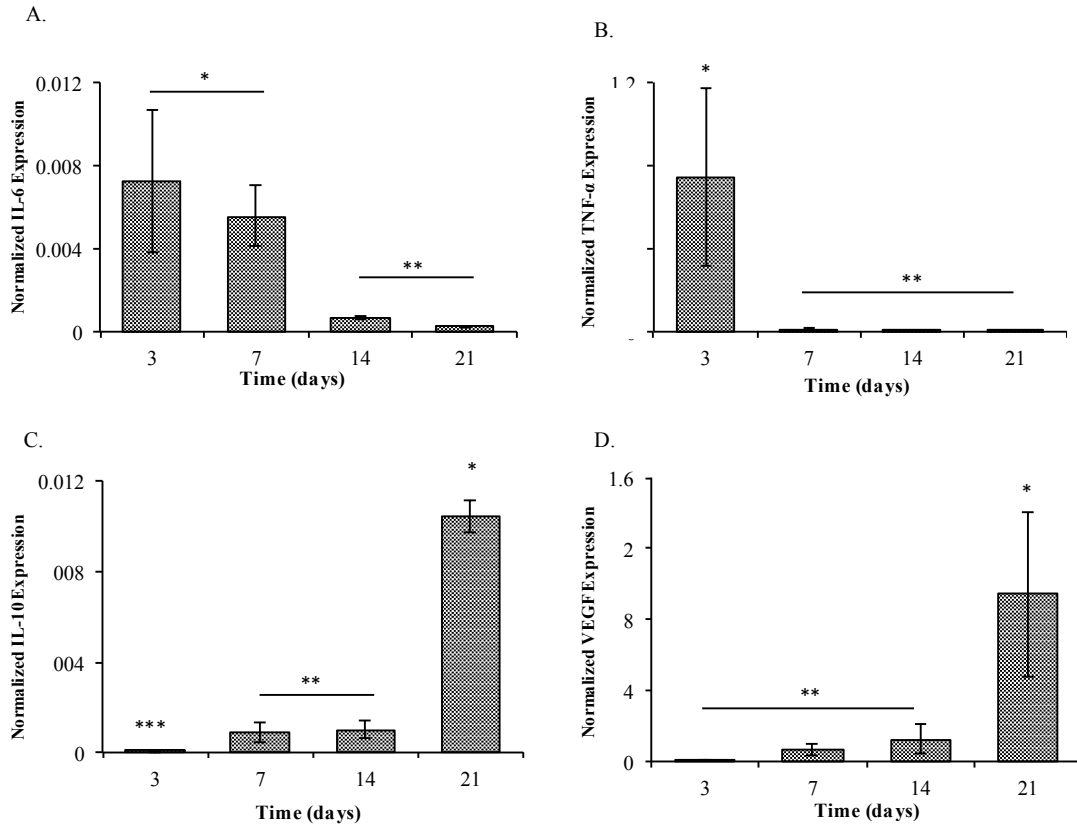 A.
Normalized IL-6 Expression
0.012
0.008
0.004
0
*
**
3 7 14 21
Time (days)
B.
Normalized TNF-α Expression
*
**
3 7 14 21
Time (days)
C.
Normalized IL-10 Expression
0.012
008
004
0
***
**
*
3 7 14 21
Time (days)
D.
Normalized VEGF Expression
1.6
2
8
4
0
**
*
3 7 14 21
Time (days)